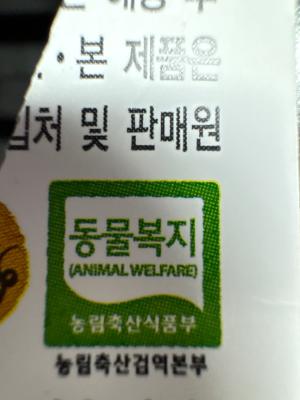 · 본 제품은
입처 및 판매원
동물복지
(ANIMAL WELFARE)
농림축산식품부
농림축산검역본부